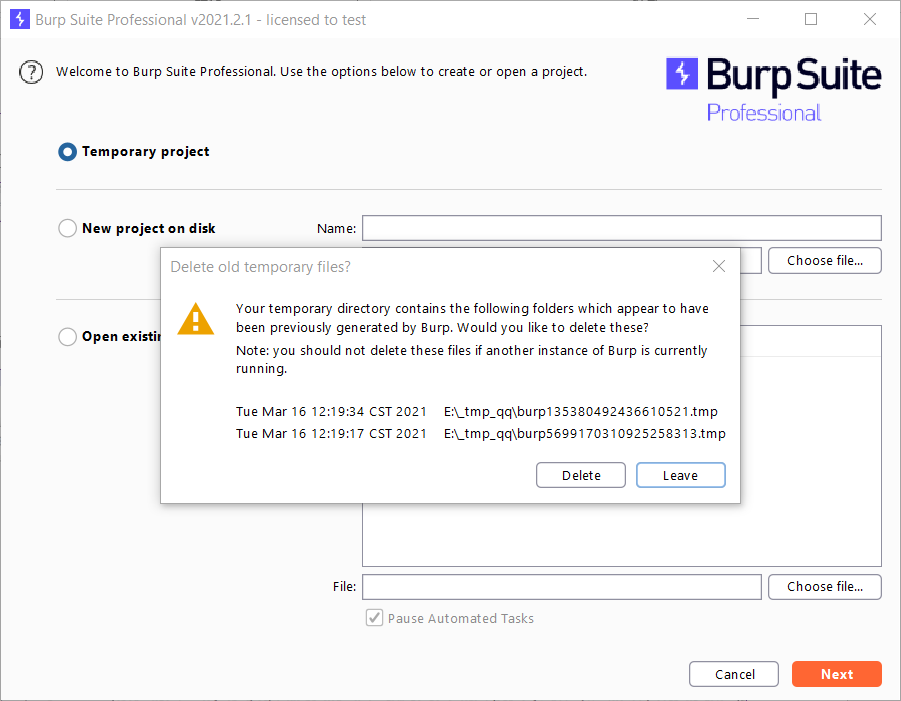 Burp Suite Professional v2021.2.1 - licensed to test
Welcome to Burp Suite Professional. Use the options below to create or open a project.
Burp Suite
Professional
Temporary project
New project on disk
Name:
Choose file...
Delete old temporary files?
Your temporary directory contains the following folders which appear to have
been previously generated by Burp. Would you like to delete these?
Note: you should not delete these files if another instance of Burp is currently
running.
Tue Mar 16 12:19:34 CST 2021 E:\_tmp_qq\burp135380492436610521.tmp
Tue Mar 16 12:19:17 CST 2021 E:\_tmp_qq\burp5699170310925258313.tmp
Delete
Leave
Open
File:
Choose file...
Pause Automated Tasks
Cancel
Next